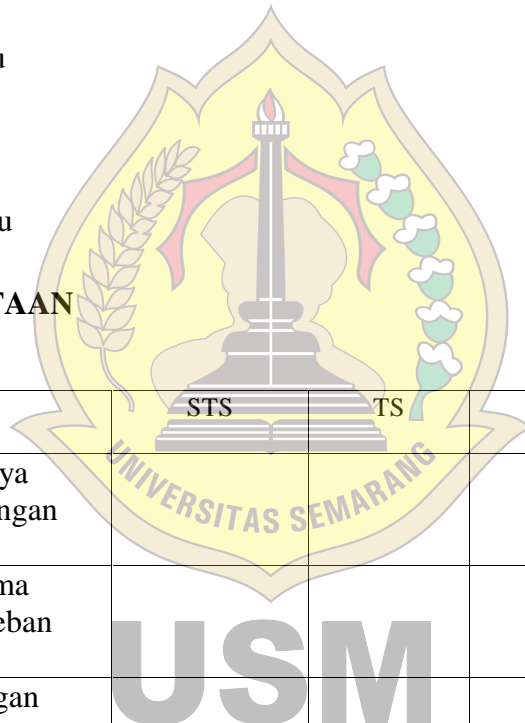 u
u
TAAN
STS TS
ya
ngan
ma
eban
gan
UNIVERSITAS SEMARANG
USM